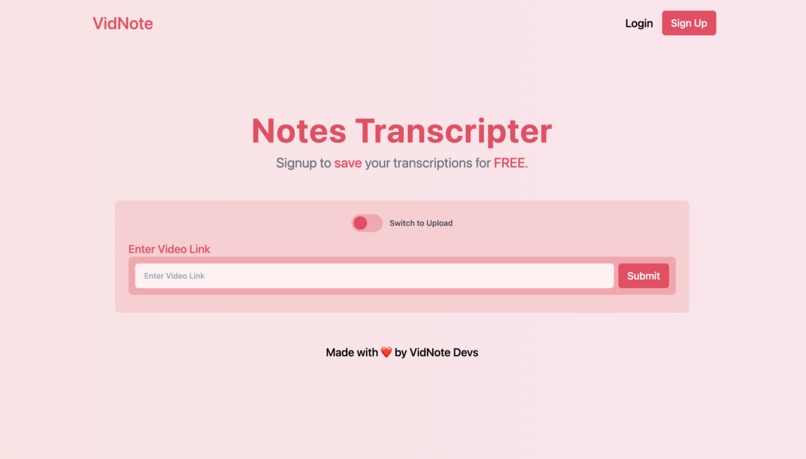 VidNote
Login
Sign Up
Notes Transcripter
Signup to save your transcriptions for FREE.
Switch to Upload
Enter Video Link
Enter Video Link
Submit
Made with ❤️ by VidNote Devs